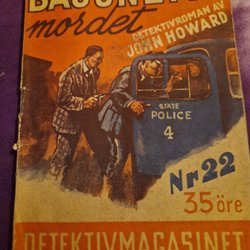 mordet
DETEKTIVROMAN AV
JOHN HOWARD
STATE
POLICE
4
Nr 22
35 öre
DETEKTIVMAGASINET